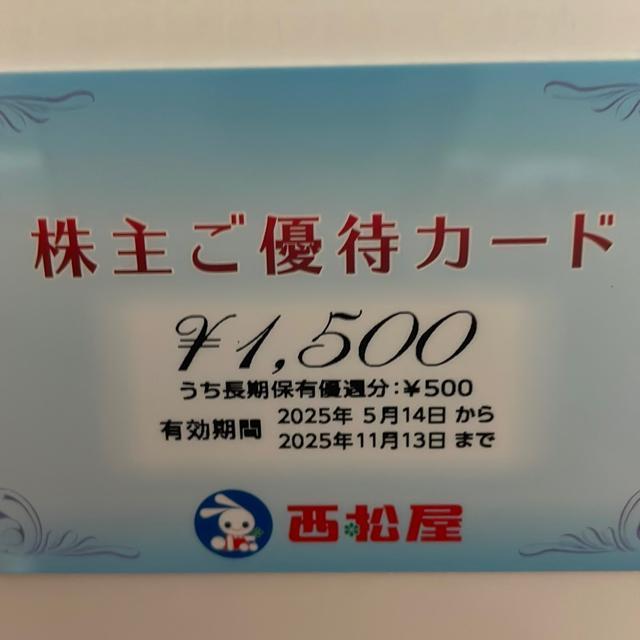 株主ご優待カード
¥1,500
うち長期保有優遇分:¥500
有効期間
2025年 5月14日 から
2025年11月13日 まで
西松屋